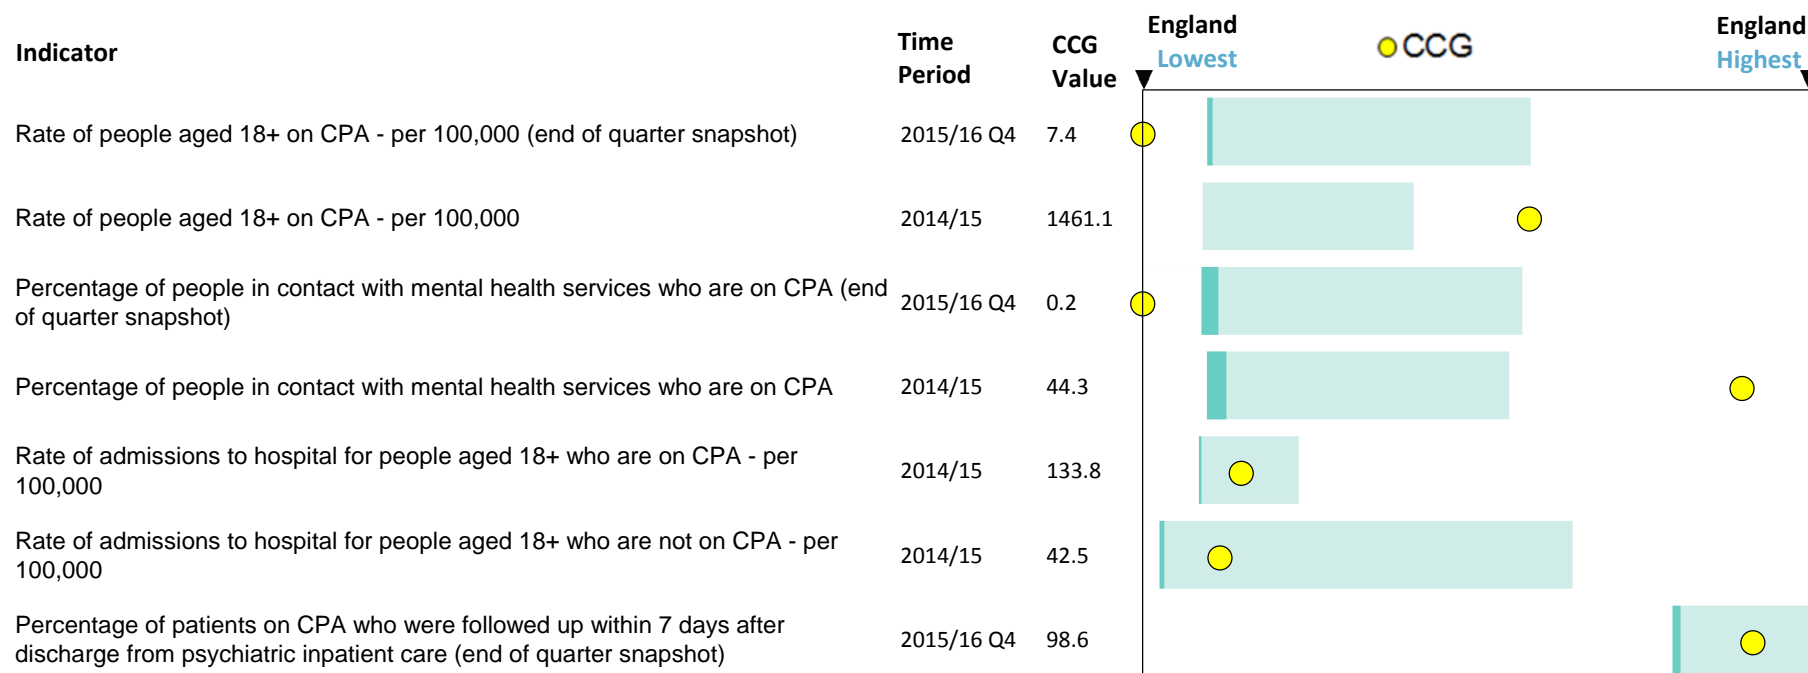 Indicator
Time Period
CCG Value
England Lowest
CCG
England Highest
Rate of people aged 18+ on CPA - per 100,000 (end of quarter snapshot) 2015/16 Q4 7.4
Rate of people aged 18+ on CPA - per 100,000 2014/15 1461.1
Percentage of people in contact with mental health services who are on CPA (end
of quarter snapshot) 2015/16 Q4 0.2
Percentage of people in contact with mental health services who are on CPA 2014/15 44.3
Rate of admissions to hospital for people aged 18+ who are on CPA - per
100,000 2014/15 133.8
Rate of admissions to hospital for people aged 18+ who are not on CPA - per
100,000 2014/15 42.5
Percentage of patients on CPA who were followed up within 7 days after
discharge from psychiatric inpatient care (end of quarter snapshot) 2015/16 Q4 98.6